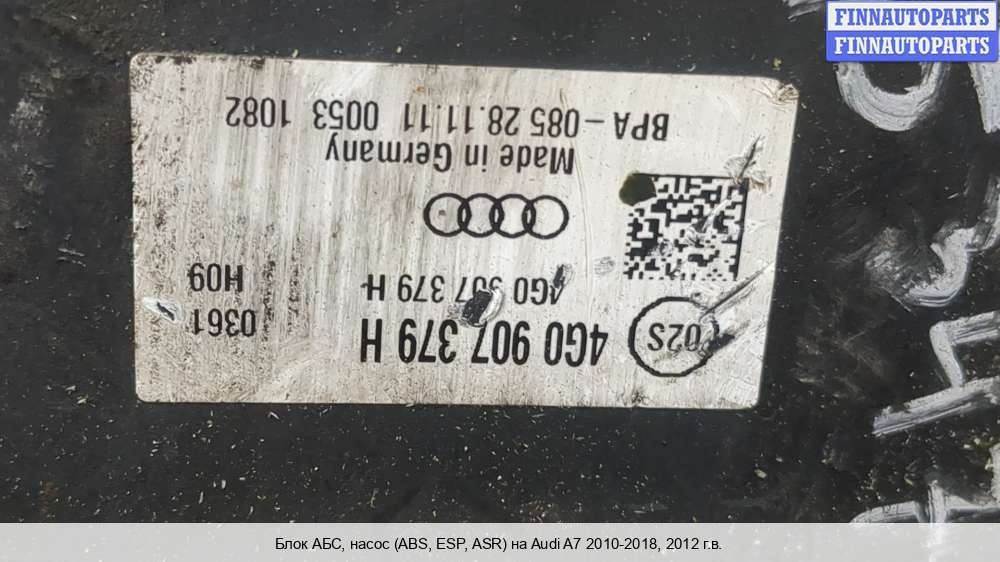 FINNAUTOPARTS
FINNAUTOPARTS
02S
4G0 907 379 H
0361
4G0 907 379 H
H09
Made in Germany
BPA-085 28.11.11 0053 1082
Блок АБС, насос (ABS, ESP, ASR) на Audi A7 2010-2018, 2012 г.в.